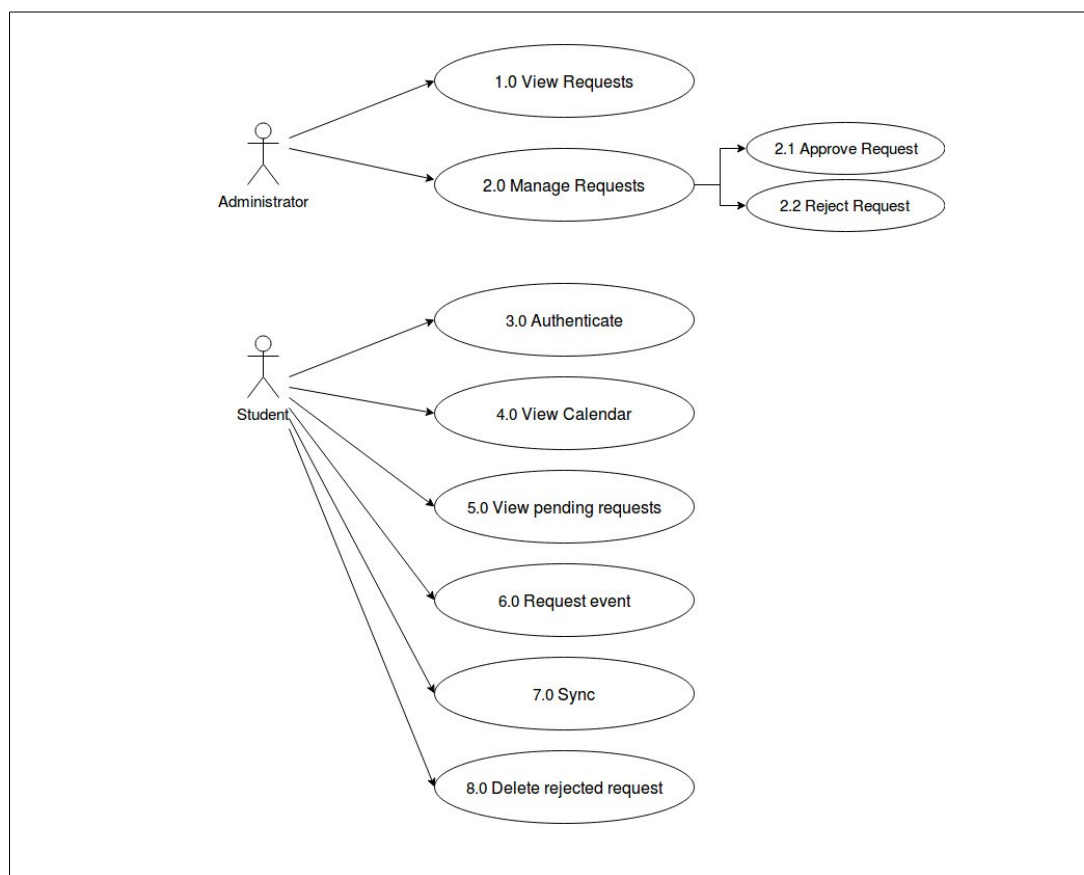 1.0 View Requests
2.1 Approve Request
2.0 Manage Requests
Administrator
2.2 Reject Request
3.0 Authenticate
Student
4.0 View Calendar
5.0 View pending requests
6.0 Request event
7.0 Sync
8.0 Delete rejected request